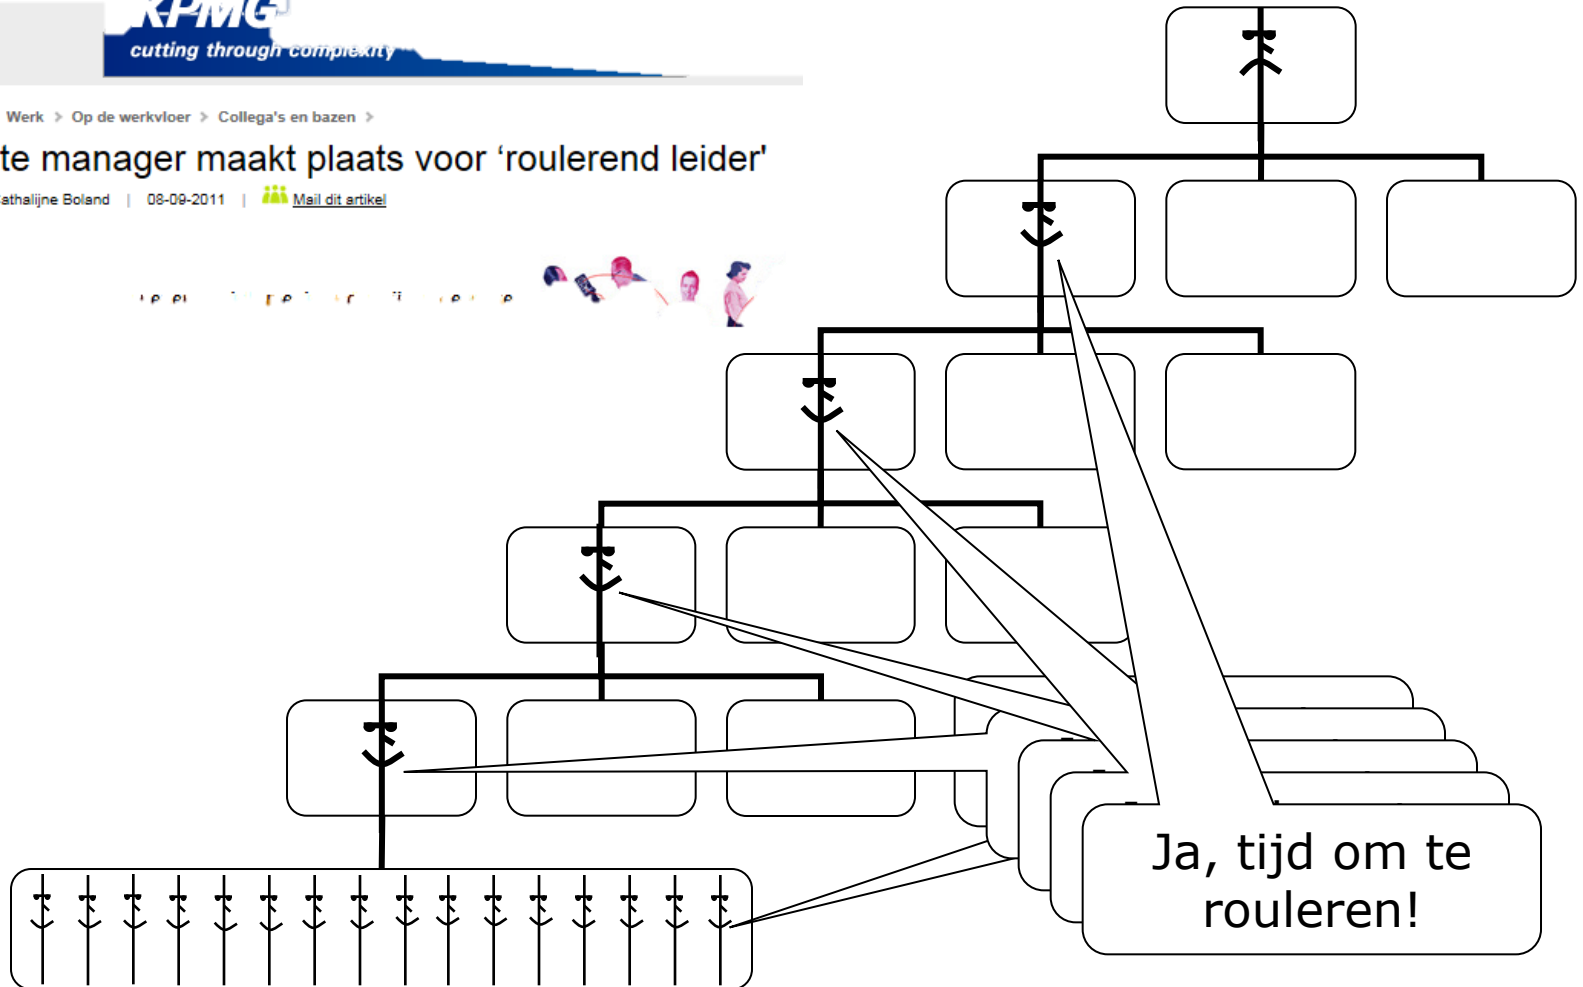 KPMG
cutting through complexity
Werk > Op de werkvloer > Collega's en bazen >
te manager maakt plaats voor ‘roulerend leider'
athalijne Boland | 08-09-2011 | Mail dit artikel
Ja, tijd om te
rouleren!